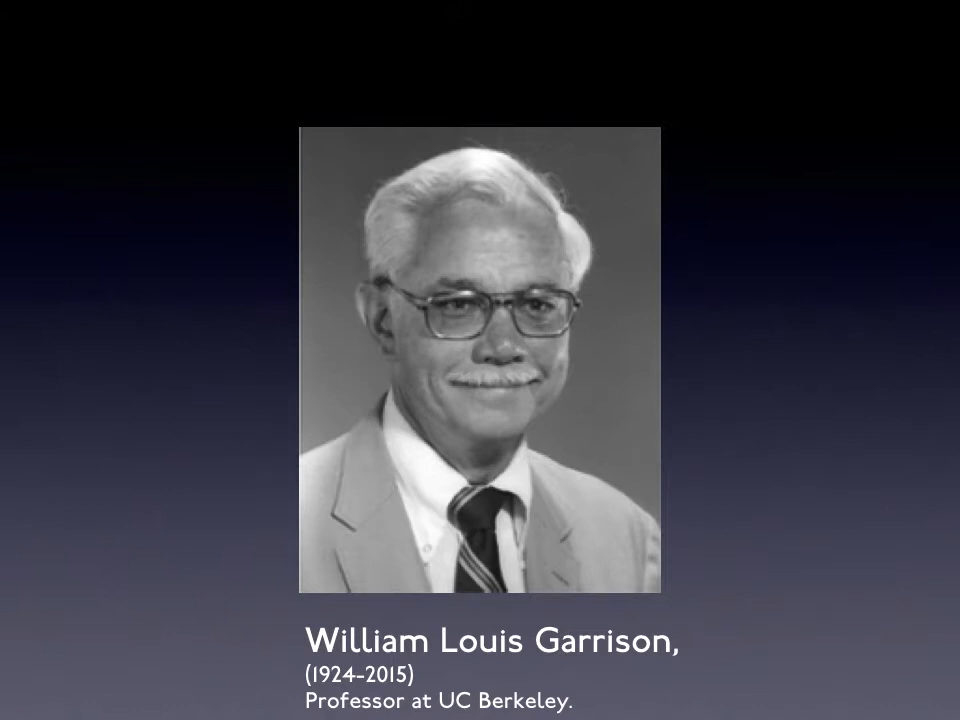 William Louis Garrison,
(1924-2015)
Professor at UC Berkeley.